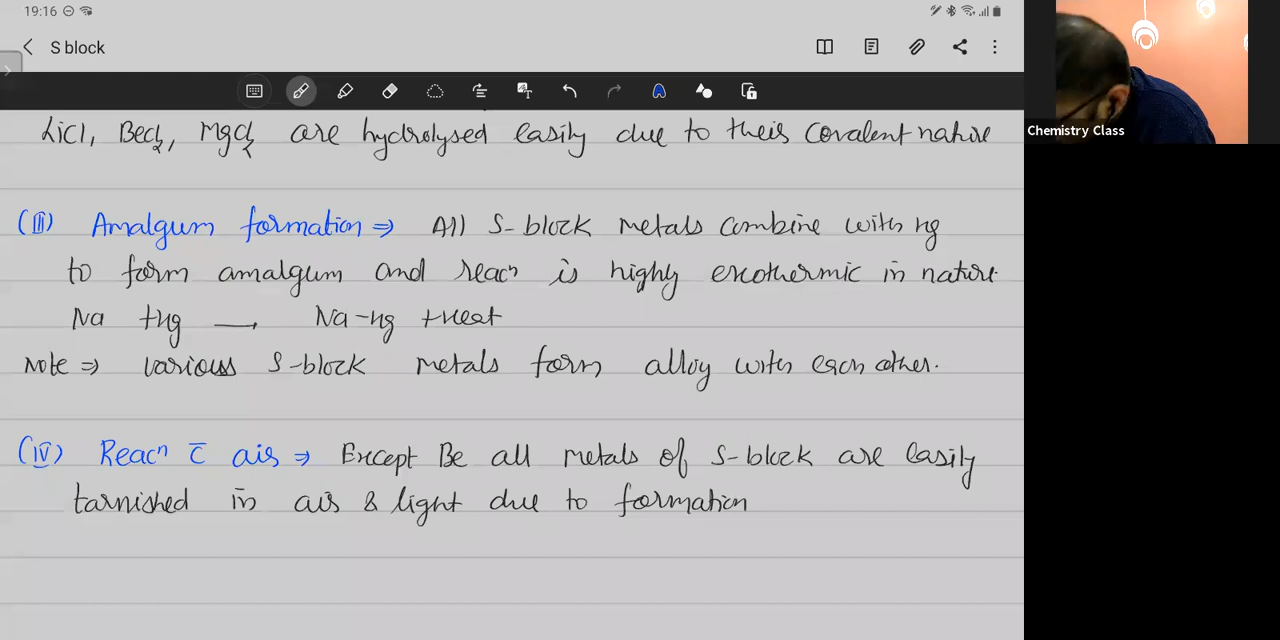 19:16
S block
Chemistry Class
LiCl, BeCl₂, MgCl₂ are hydrolysed easily due to their covalent nature
(III) Amalgum formation ⇒ All S-block metals combine with Hg
to form amalgum and reacⁿ is highly exothermic in nature.
Na + Hg → Na-Hg + Heat
Note ⇒ various S-block metals form alloy with each other.
(IV) Reacⁿ c̅ air ⇒ Except Be all metals of S-block are easily
tarnished in air & light due to formation